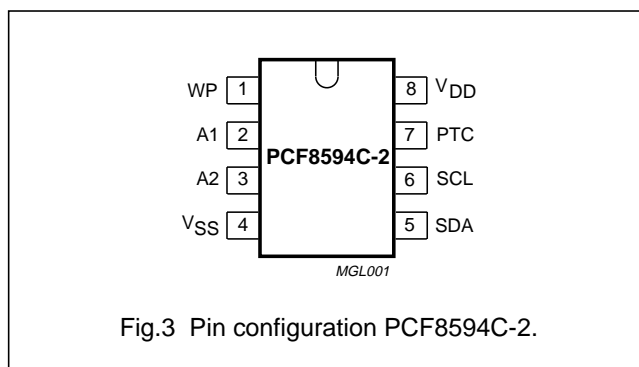 WP 1 8 VDD
A1 2 7 PTC
PCF8594C-2
A2 3 6 SCL
VSS 4 5 SDA
MGL001
Fig.3 Pin configuration PCF8594C-2.